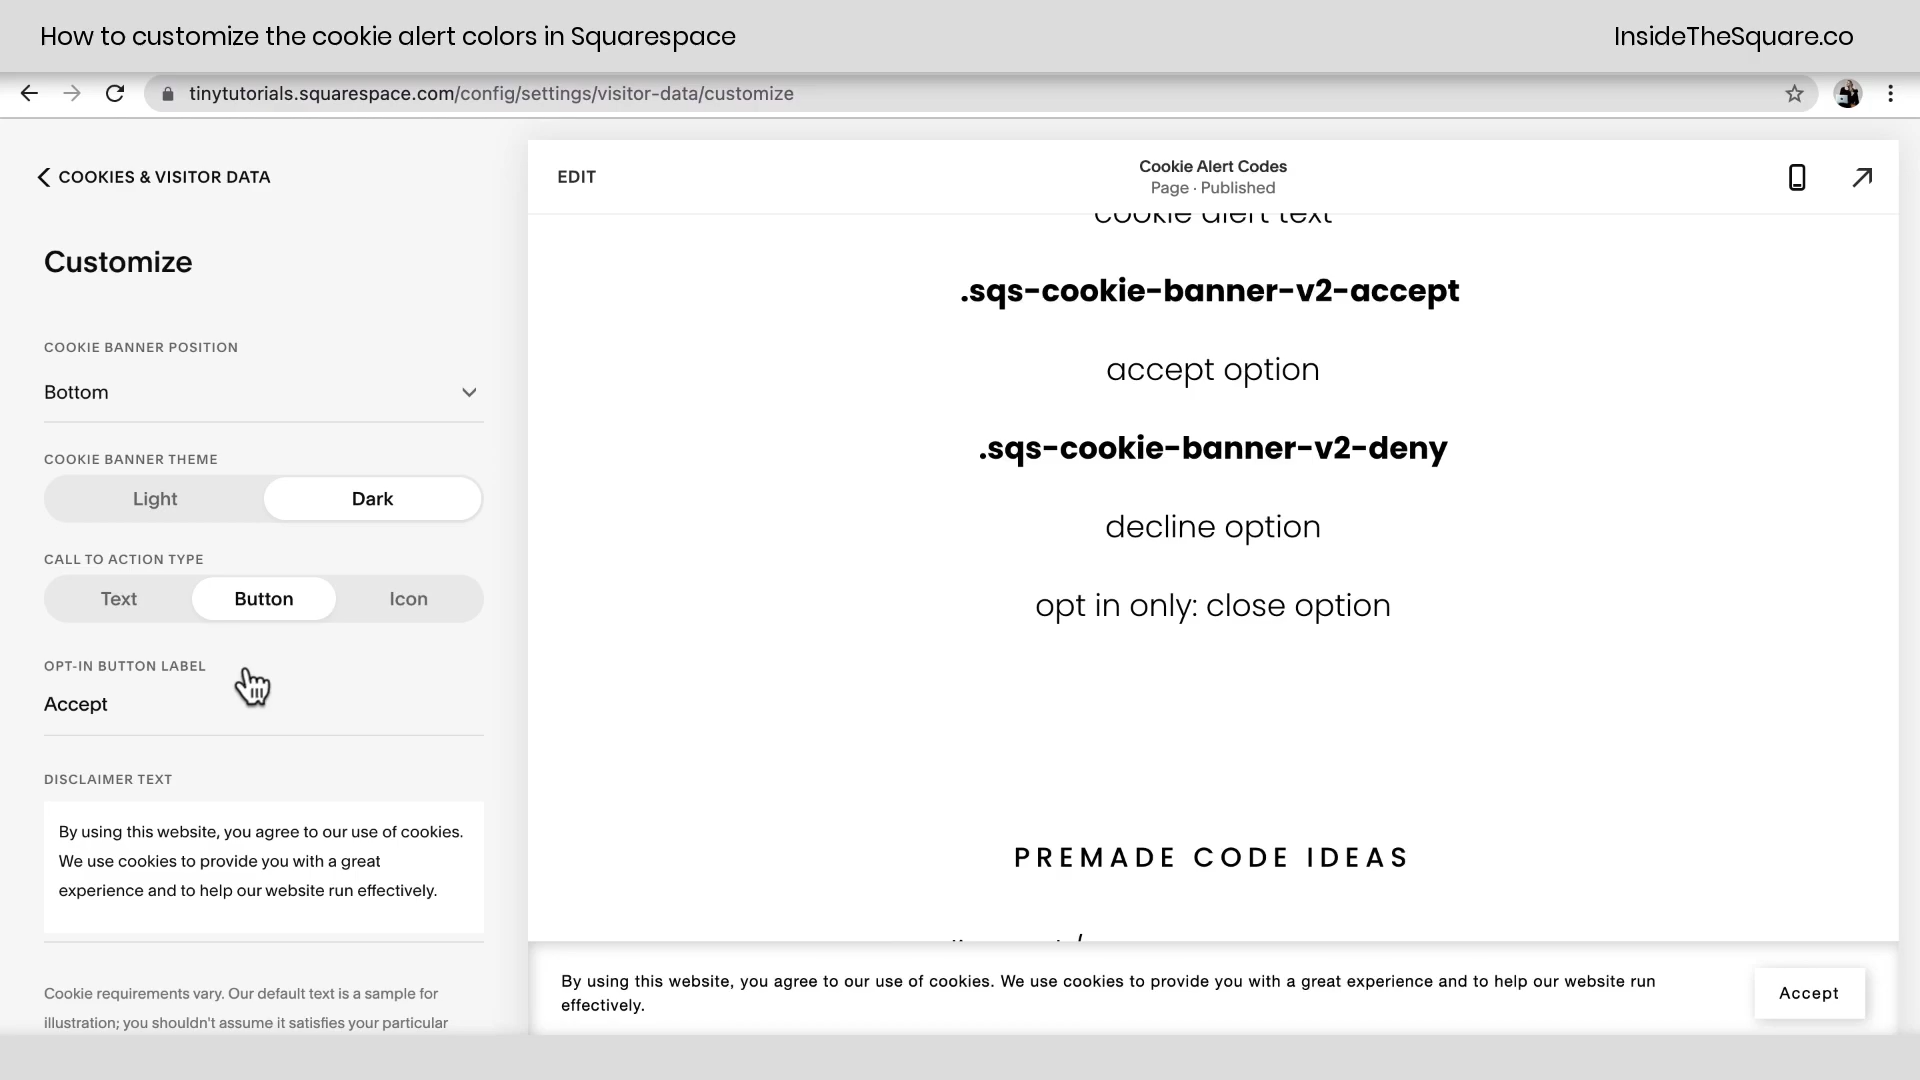 How to customize the cookie alert colors in Squarespace
InsideTheSquare.co
tinytutorials.squarespace.com/config/settings/visitor-data/customize
COOKIES & VISITOR DATA
Customize
COOKIE BANNER POSITION
Bottom
COOKIE BANNER THEME
Light
Dark
CALL TO ACTION TYPE
Text
Button
Icon
OPT-IN BUTTON LABEL
Accept
DISCLAIMER TEXT
By using this website, you agree to our use of cookies.
We use cookies to provide you with a great
experience and to help our website run effectively.
Cookie requirements vary. Our default text is a sample for
illustration; you shouldn't assume it satisfies your particular
EDIT
Cookie Alert Codes
Page · Published
cookie alert text
.sqs-cookie-banner-v2-accept
accept option
.sqs-cookie-banner-v2-deny
decline option
opt in only: close option
PREMADE CODE IDEAS
By using this website, you agree to our use of cookies. We use cookies to provide you with a great experience and to help our website run
effectively.
Accept